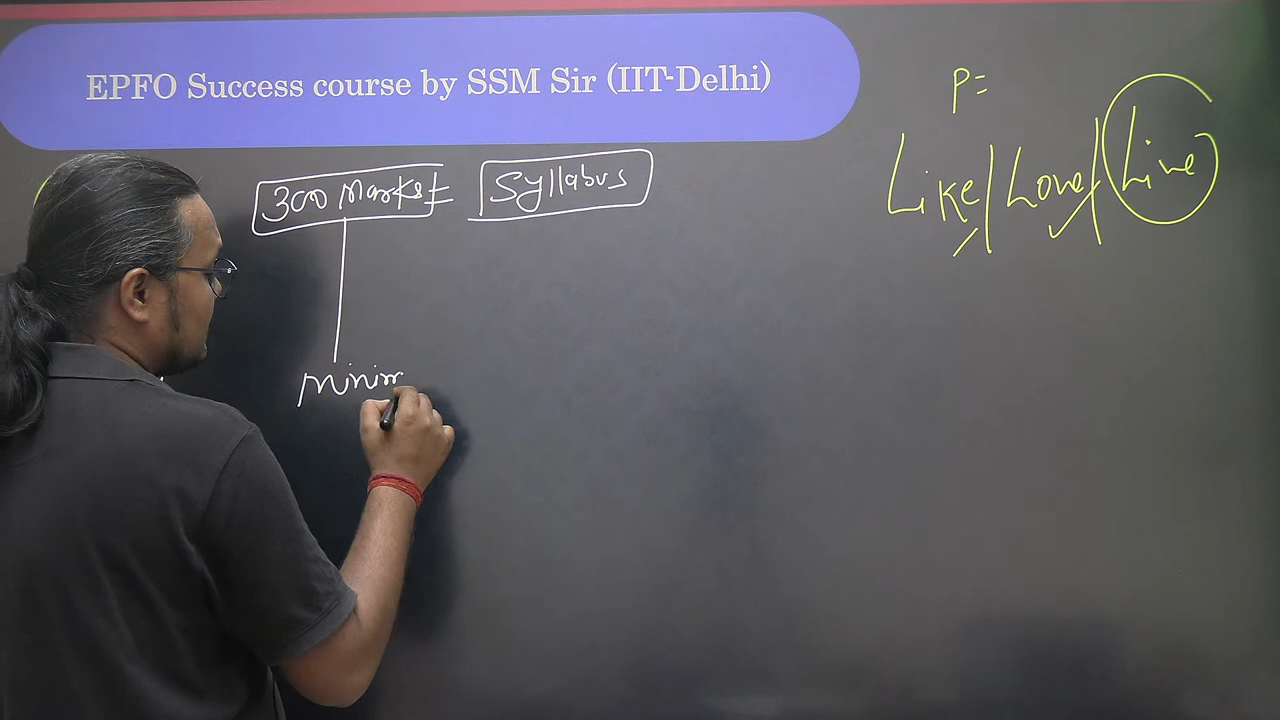 EPFO Success course by SSM Sir (IIT-Delhi)
P=
Like/Love/Live
300 Market Syllabus
Minim